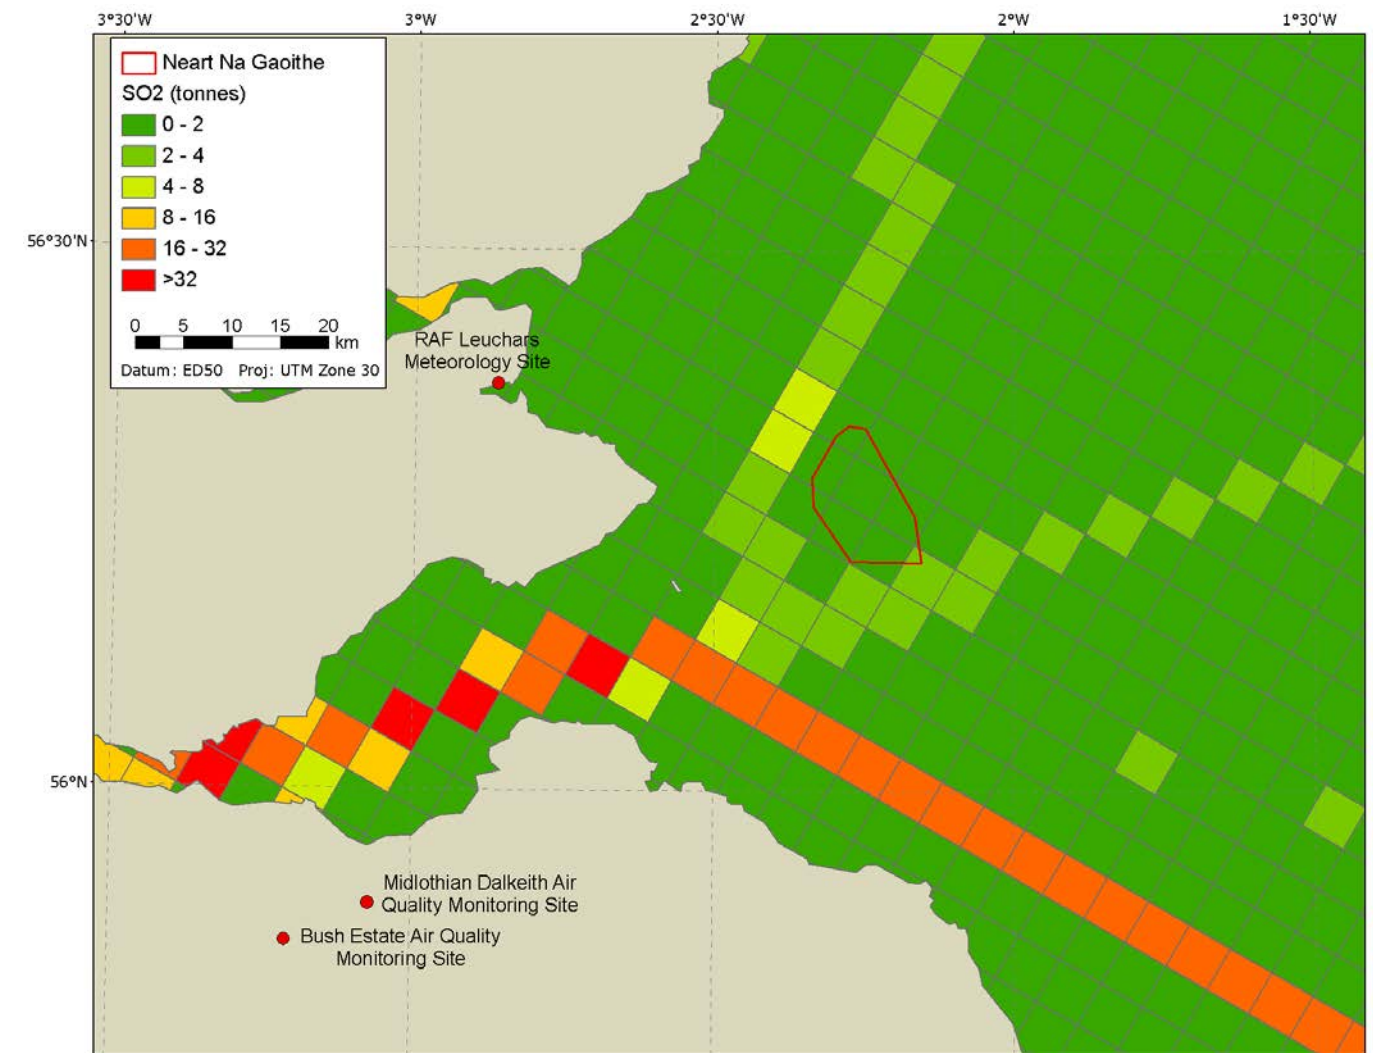 3°30'W 3°W 2°30'W 2°W 1°30'W
Neart Na Gaoithe
SO2 (tonnes)
0 - 2
2 - 4
4 - 8
8 - 16
16 - 32
>32
0 5 10 15 20
km
Datum: ED50 Proj: UTM Zone 30
56°30'N
RAF Leuchars
Meteorology Site
56°N
Midlothian Dalkeith Air
Quality Monitoring Site
Bush Estate Air Quality
Monitoring Site